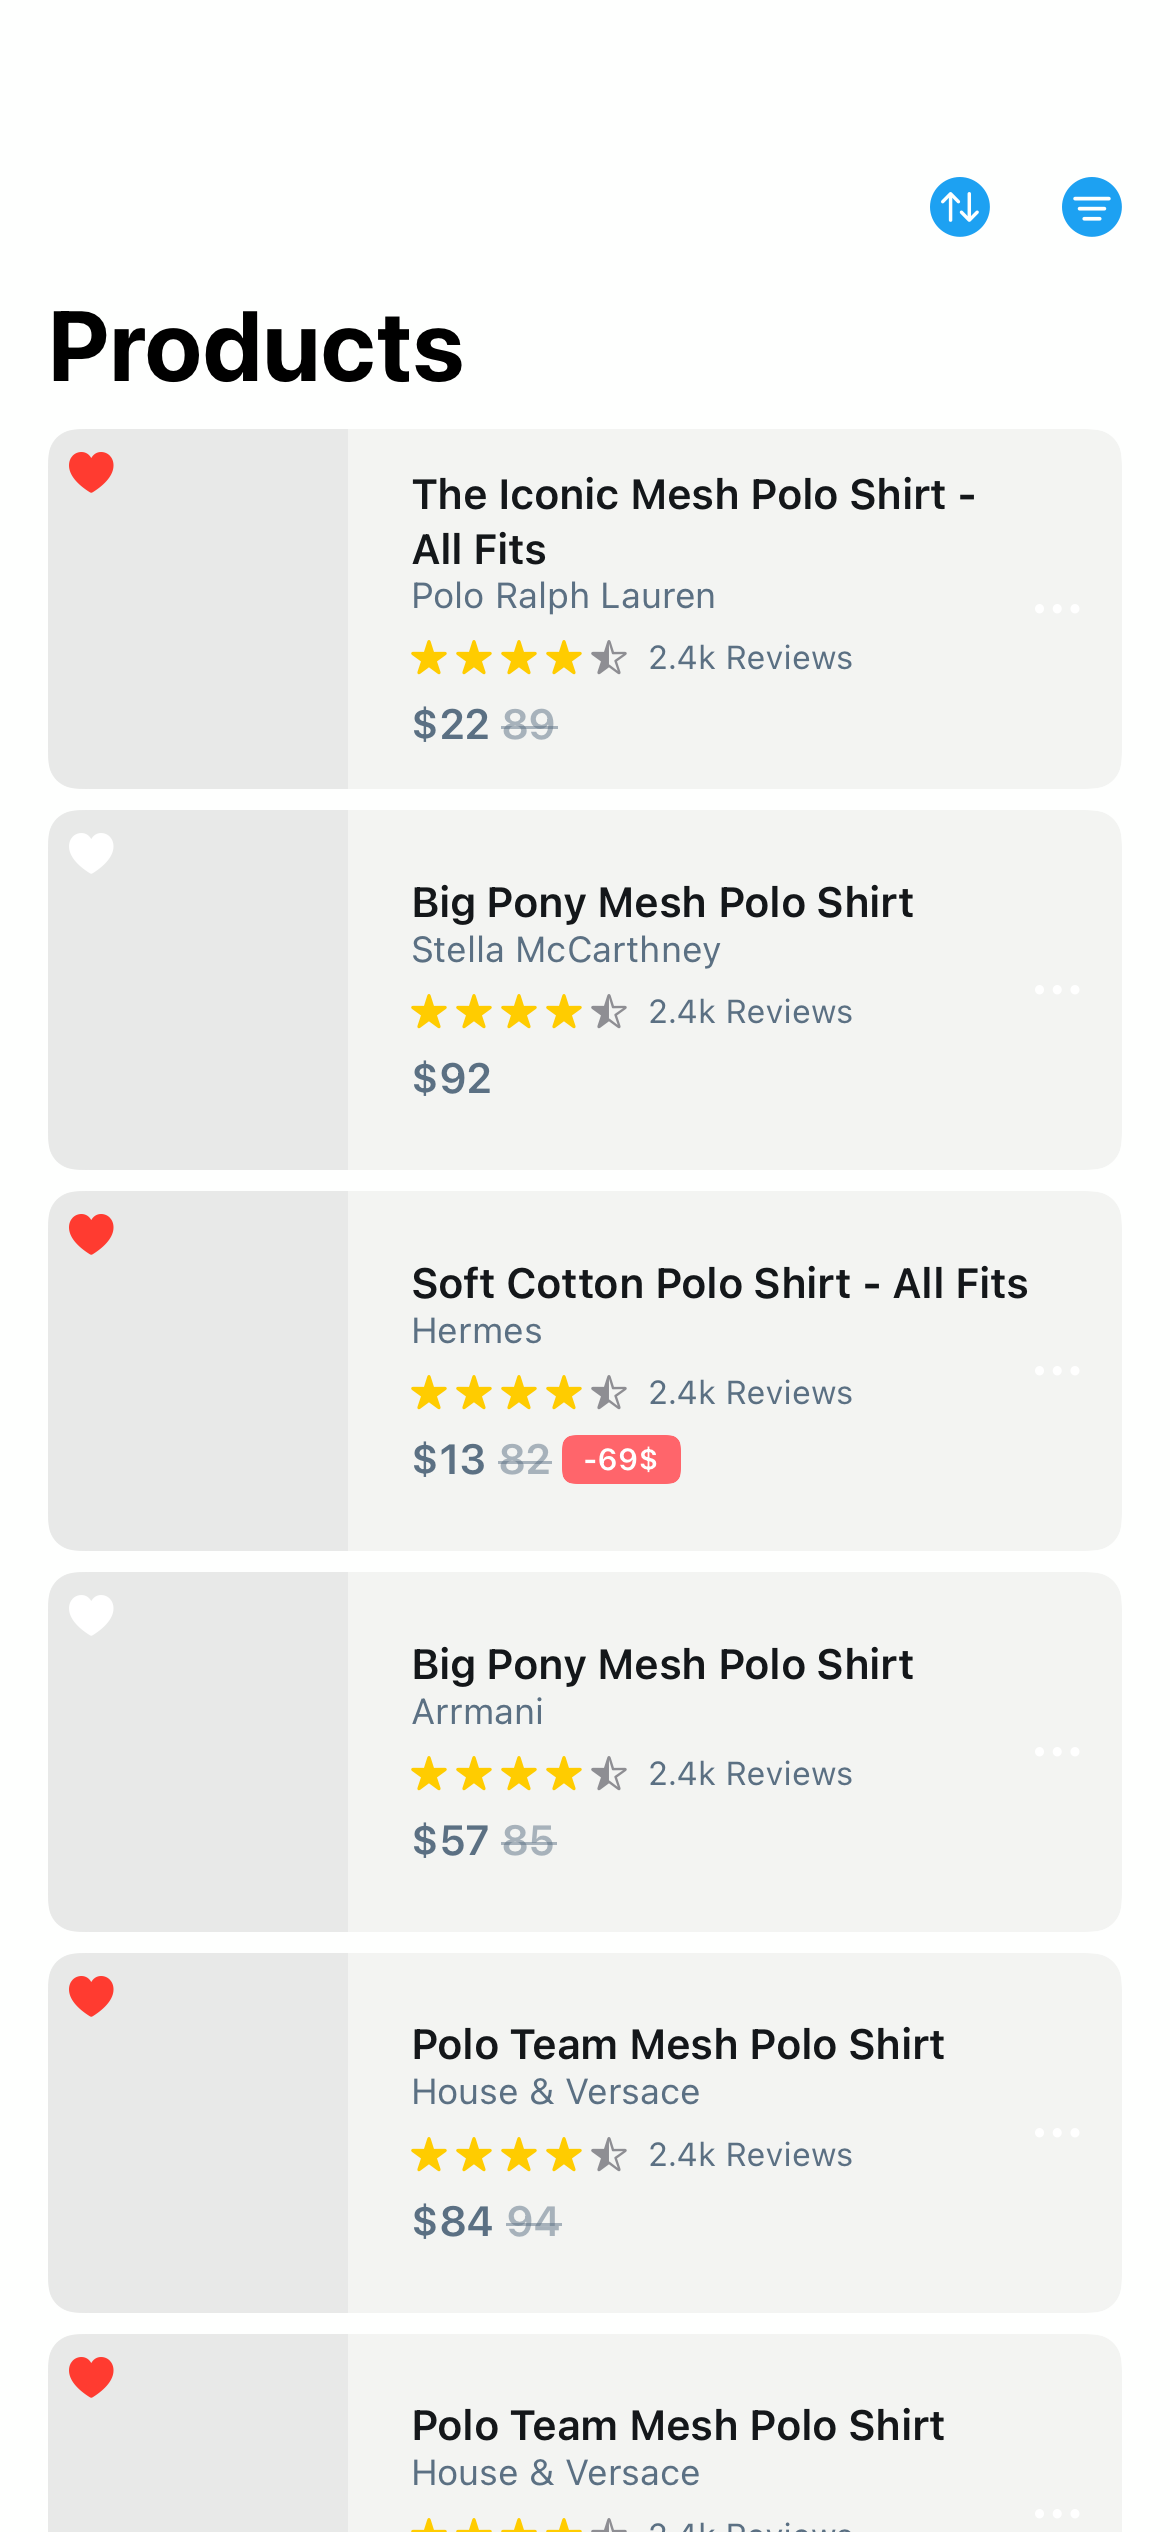 Products
The Iconic Mesh Polo Shirt -
All Fits
Polo Ralph Lauren
2.4k Reviews
$22 89
Big Pony Mesh Polo Shirt
Stella McCarthney
2.4k Reviews
$92
Soft Cotton Polo Shirt - All Fits
Hermes
2.4k Reviews
$13 82 -69$
Big Pony Mesh Polo Shirt
Arrmani
2.4k Reviews
$57 85
Polo Team Mesh Polo Shirt
House & Versace
2.4k Reviews
$84 94
Polo Team Mesh Polo Shirt
House & Versace
2.4k Reviews